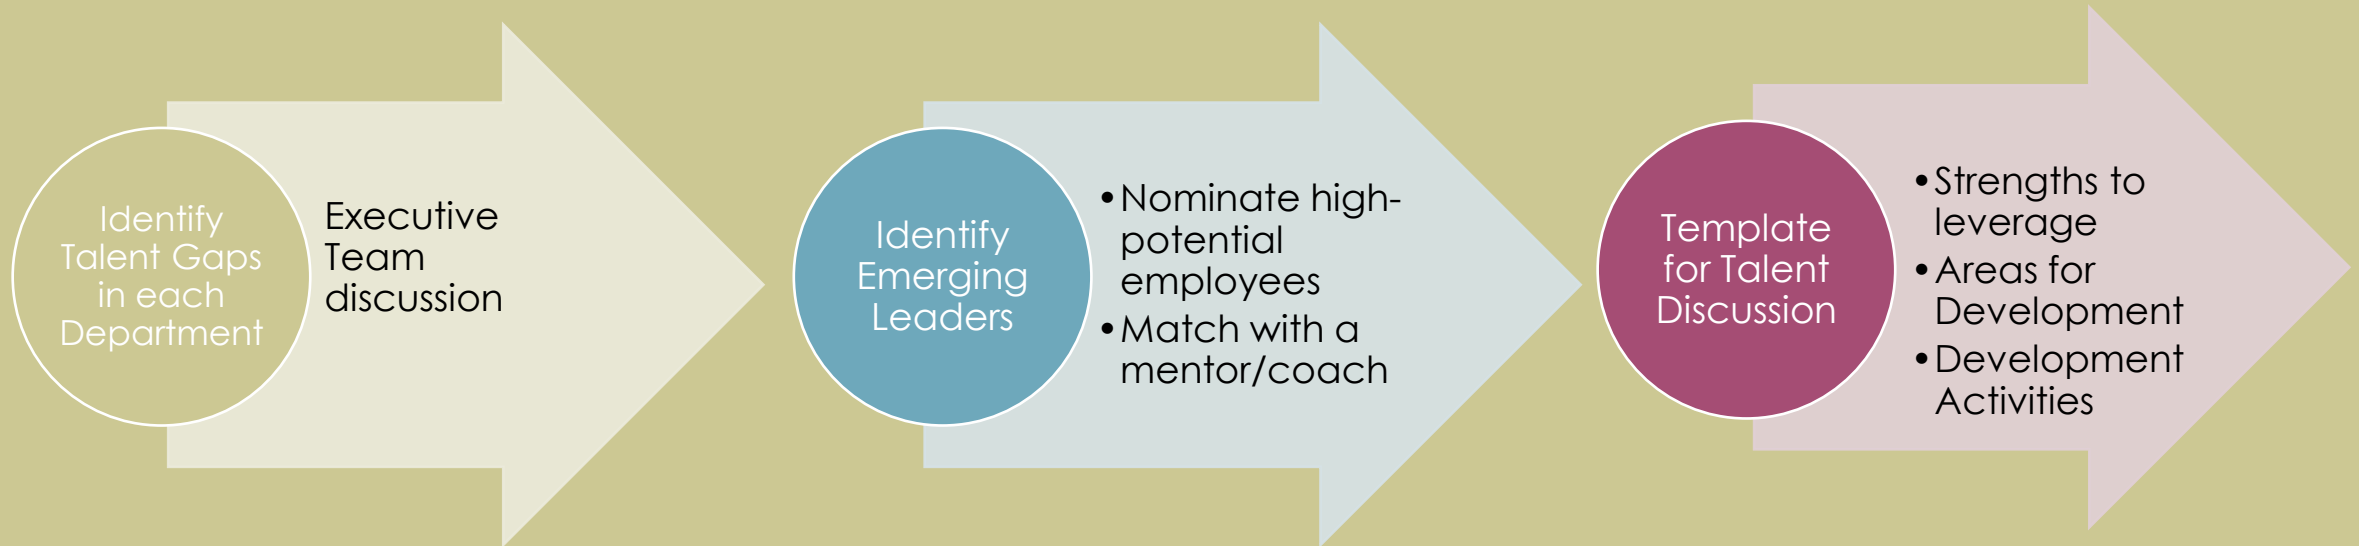 Identify
Talent Gaps
in each
Department
Executive
Team
discussion
Identify
Emerging
Leaders
•Nominate high-
potential
employees
•Match with a
mentor/coach
Template
for Talent
Discussion
•Strengths to
leverage
•Areas for
Development
•Development
Activities